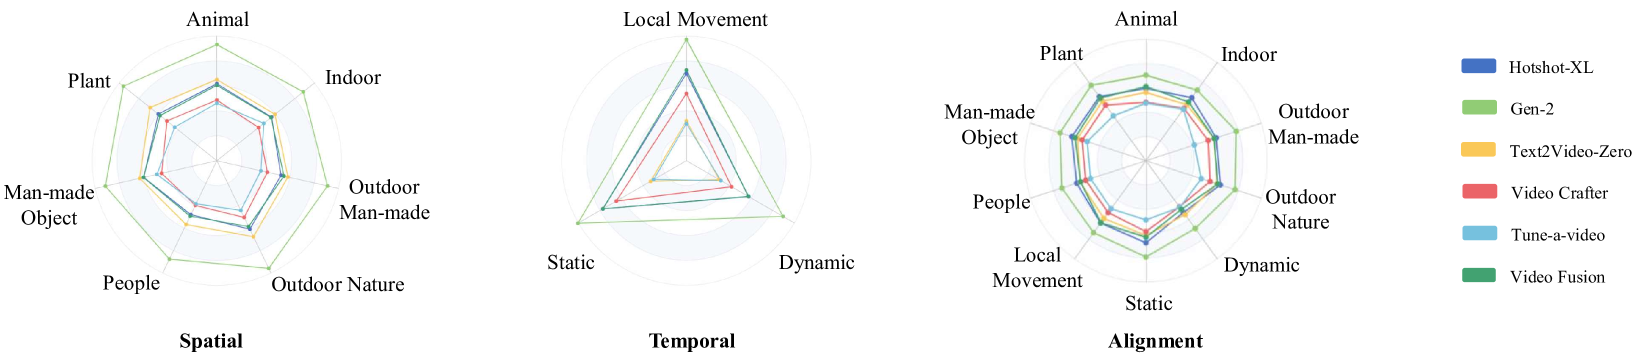 Animal
Plant
Indoor
Man-made
Object
Outdoor
Man-made
People
Outdoor Nature
Spatial
Local Movement
Static
Dynamic
Temporal
Animal
Plant
Indoor
Man-made
Object
Outdoor
Man-made
People
Outdoor
Nature
Local
Movement
Dynamic
Static
Alignment
Hotshot-XL
Gen-2
Text2Video-Zero
Video Crafter
Tune-a-video
Video Fusion